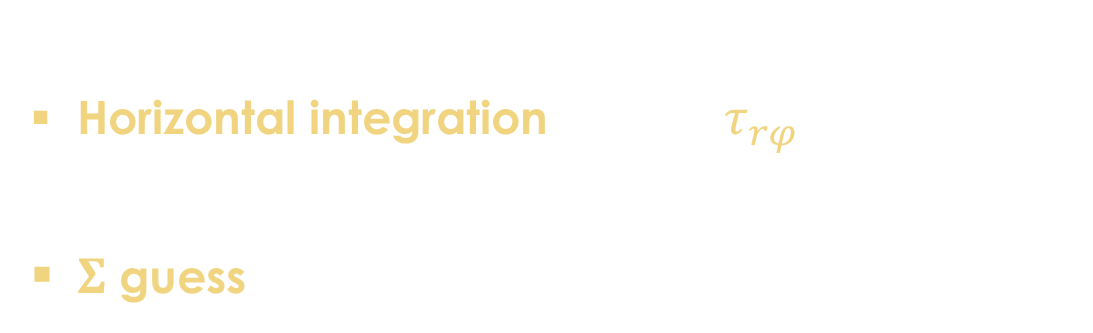 ▪ Horizontal integration τ_{rφ}
▪ Σ guess